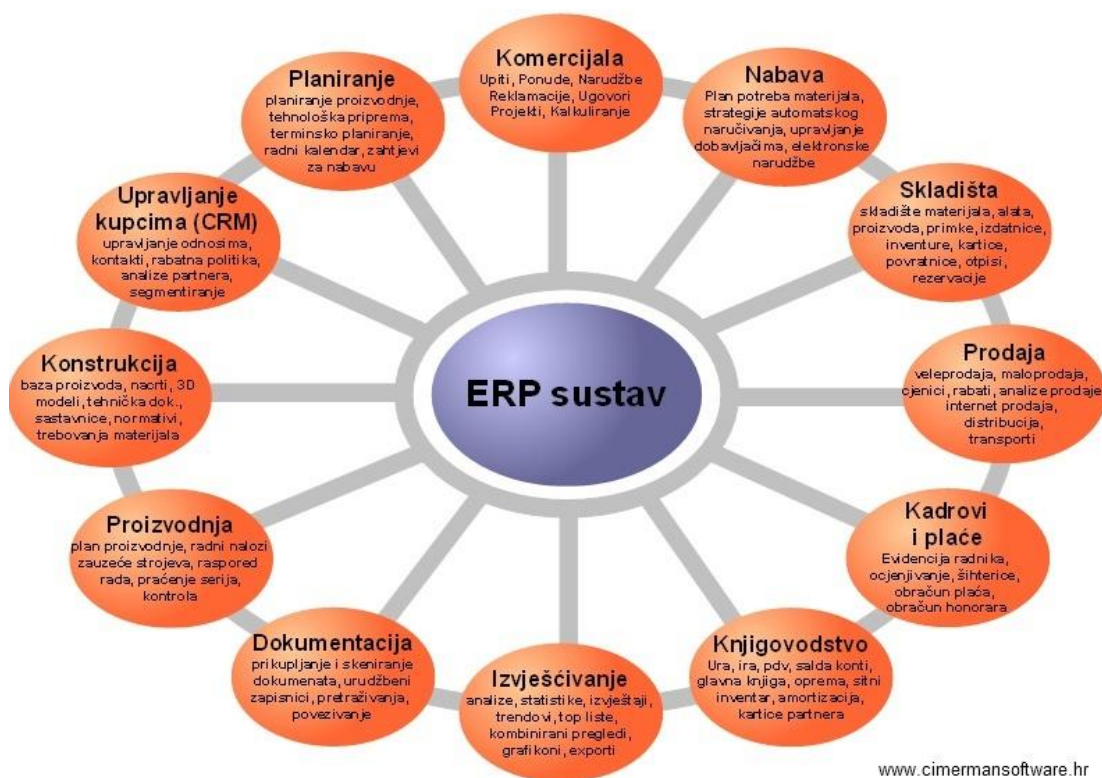 Komercijala
Upiti, Ponude, Narudžbe
Reklamacije, Ugovori
Projekti, Kalkuliranje
Nabava
Plan potreba materijala,
strategije automatskog
naručivanja, upravljanje
dobavljačima, elektronske
narudžbe
Skladišta
skladište materijala, alata,
proizvoda, primke, izdatnice,
inventure, kartice,
povratnice, otpisi,
rezervacije
Prodaja
veleprodaja, maloprodaja,
cjenici, rabati, analize prodaje
internet prodaja,
distribucija,
transporti
Kadrovi
i plaće
Evidencija radnika,
ocjenjivanje, šihterice,
obračun plaća,
obračun honorara
Knjigovodstvo
Ura, ira, pdv, salda konti,
glavna knjiga, oprema, sitni
inventar, amortizacija,
kartice partnera
Izvješćivanje
analize, statistike, izvještaji,
trendovi, top liste,
kombinirani pregledi,
grafikoni, exporti
Dokumentacija
prikupljanje i skeniranje
dokumenata, urudžbeni
zapisnici, pretraživanja,
povezivanje
Proizvodnja
plan proizvodnje, radni nalozi
zauzeće strojeva, raspored
rada, praćenje serija,
kontrola
Konstrukcija
baza proizvoda, nacrti, 3D
modeli, tehnička dok.,
sastavnice, normativi,
trebovanja materijala
Upravljanje
kupcima (CRM)
upravljanje odnosima,
kontakti, rabatna politika,
analize partnera,
segmentiranje
Planiranje
planiranje proizvodnje,
tehnološka priprema,
terminsko planiranje,
radni kalendar, zahtjevi
za nabavu
ERP sustav
www.cimermansoftware.hr